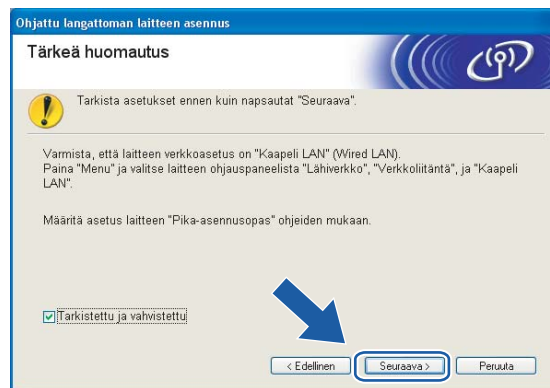 Ohjattu langattoman laitteen asennus
Tärkeä huomautus
Tarkista asetukset ennen kuin napsautat "Seuraava".
Varmista, että laitteen verkkoasetus on "Kaapeli LAN" (Wired LAN).
Paina "Menu" ja valitse laitteen ohjauspaneelista "Lähiverkko", "Verkkoliitäntä", ja "Kaapeli
LAN".
Määritä asetus laitteen "Pika-asennusopas" ohjeiden mukaan.
Tarkistettu ja vahvistettu
< Edellinen
Seuraava >
Peruuta